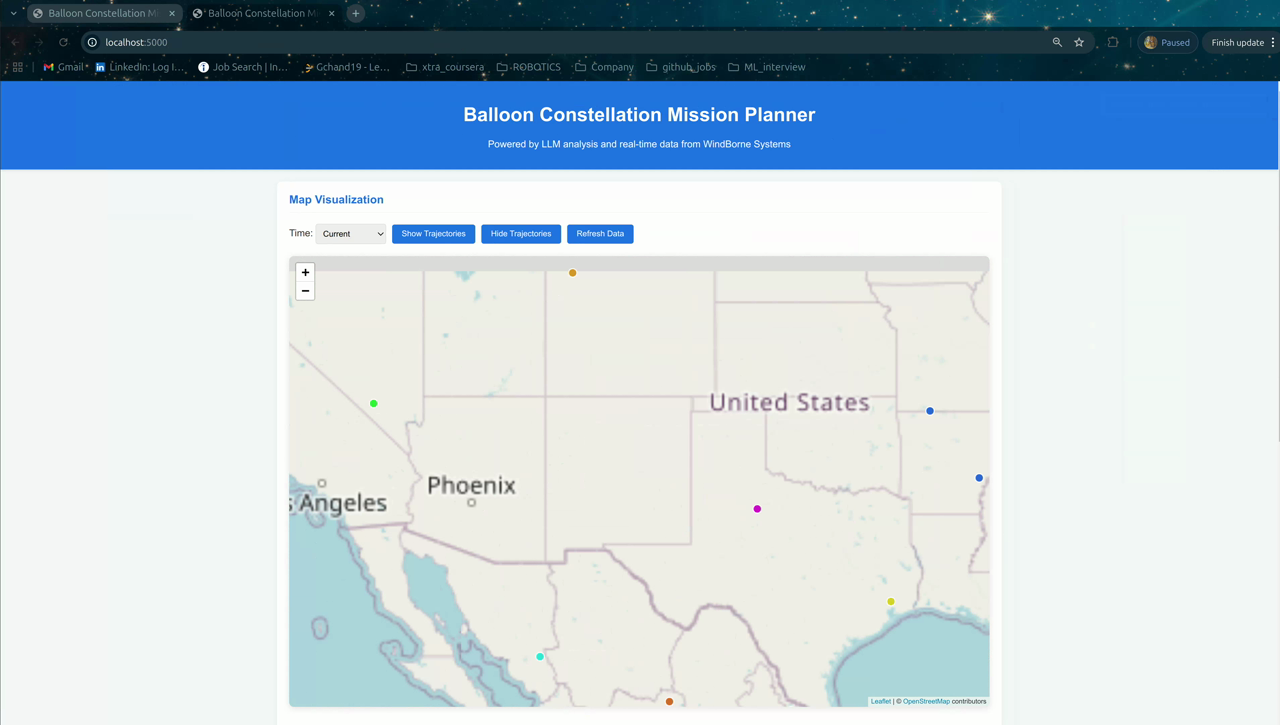 Balloon Constellation Mi
Balloon Constellation Mi
localhost:5000
Paused
Finish update
Gmail
LinkedIn: Log I...
Job Search | In...
Gchand19 - Le...
xtra_coursera
ROBOTICS
Company
github_jobs
ML_interview
Balloon Constellation Mission Planner
Powered by LLM analysis and real-time data from WindBorne Systems
Map Visualization
Time: Current Show Trajectories Hide Trajectories Refresh Data
+
−
United States
Phoenix
s Angeles
Leaflet | © OpenStreetMap contributors